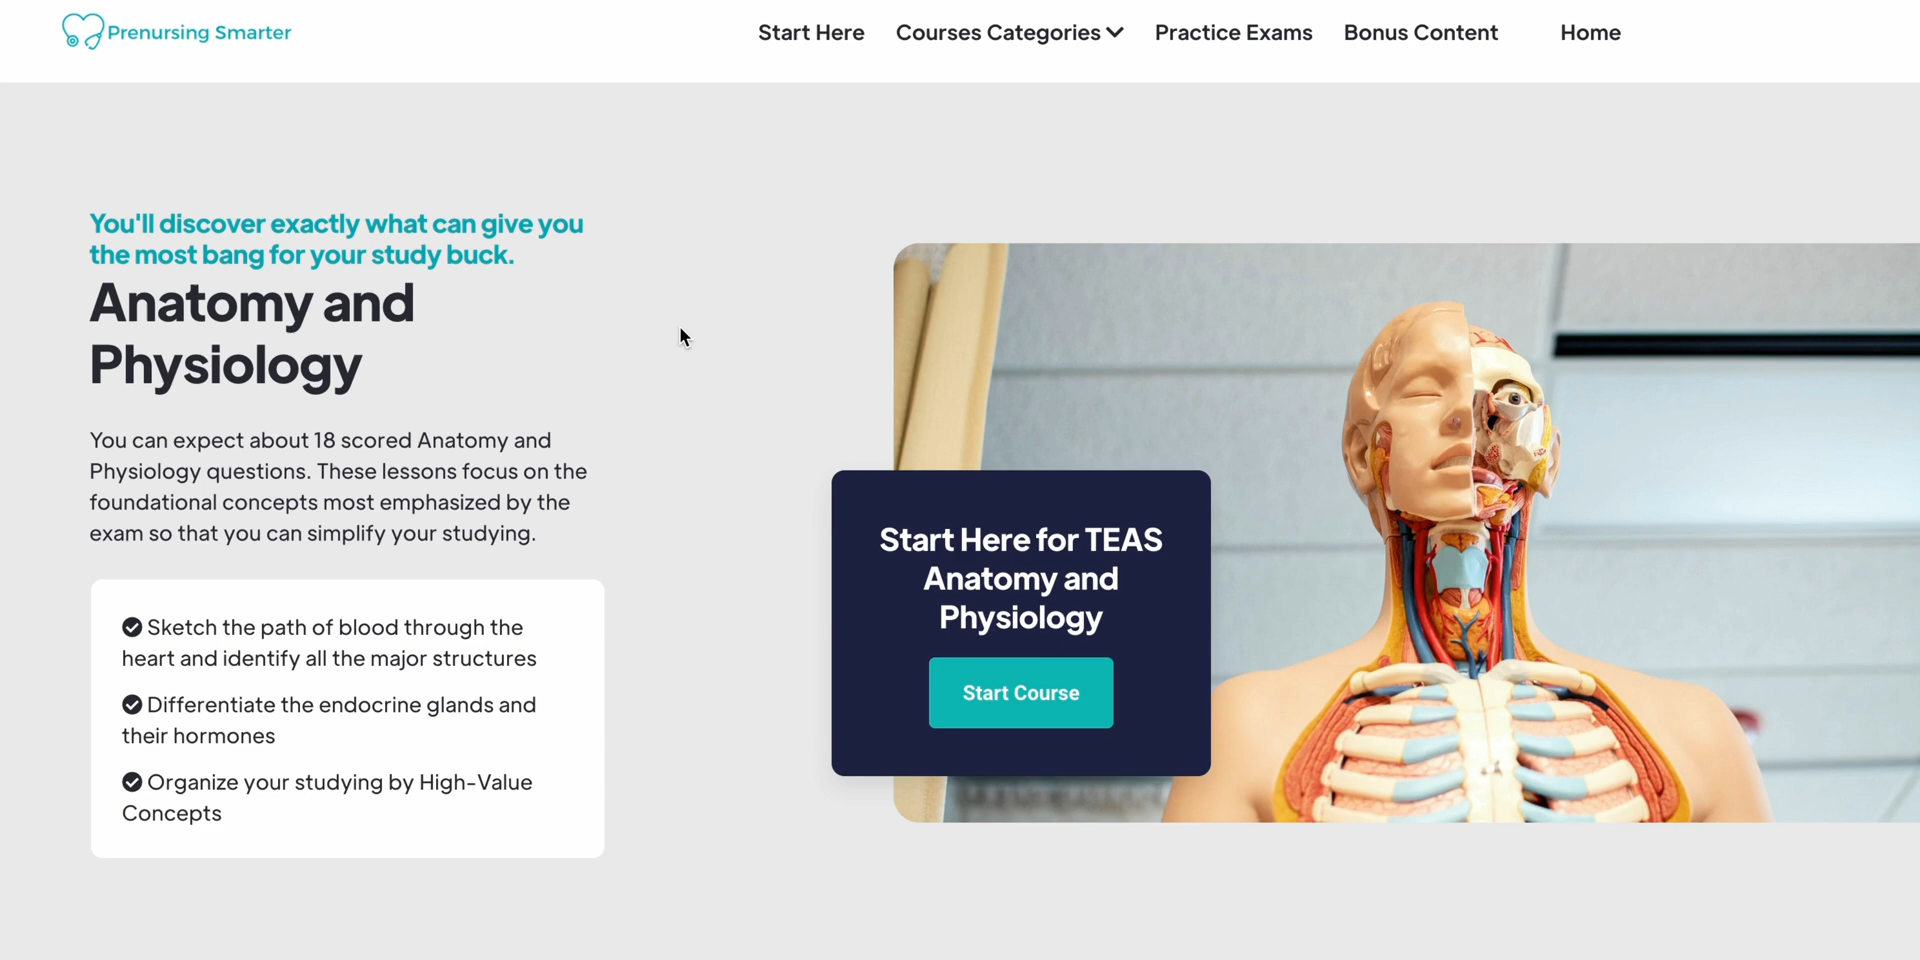 Prenursing Smarter
Start Here
Courses Categories
Practice Exams
Bonus Content
Home
You'll discover exactly what can give you
the most bang for your study buck.
Anatomy and
Physiology
You can expect about 18 scored Anatomy and
Physiology questions. These lessons focus on the
foundational concepts most emphasized by the
exam so that you can simplify your studying.
Sketch the path of blood through the
heart and identify all the major structures
Differentiate the endocrine glands and
their hormones
Organize your studying by High-Value
Concepts
Start Here for TEAS
Anatomy and
Physiology
Start Course